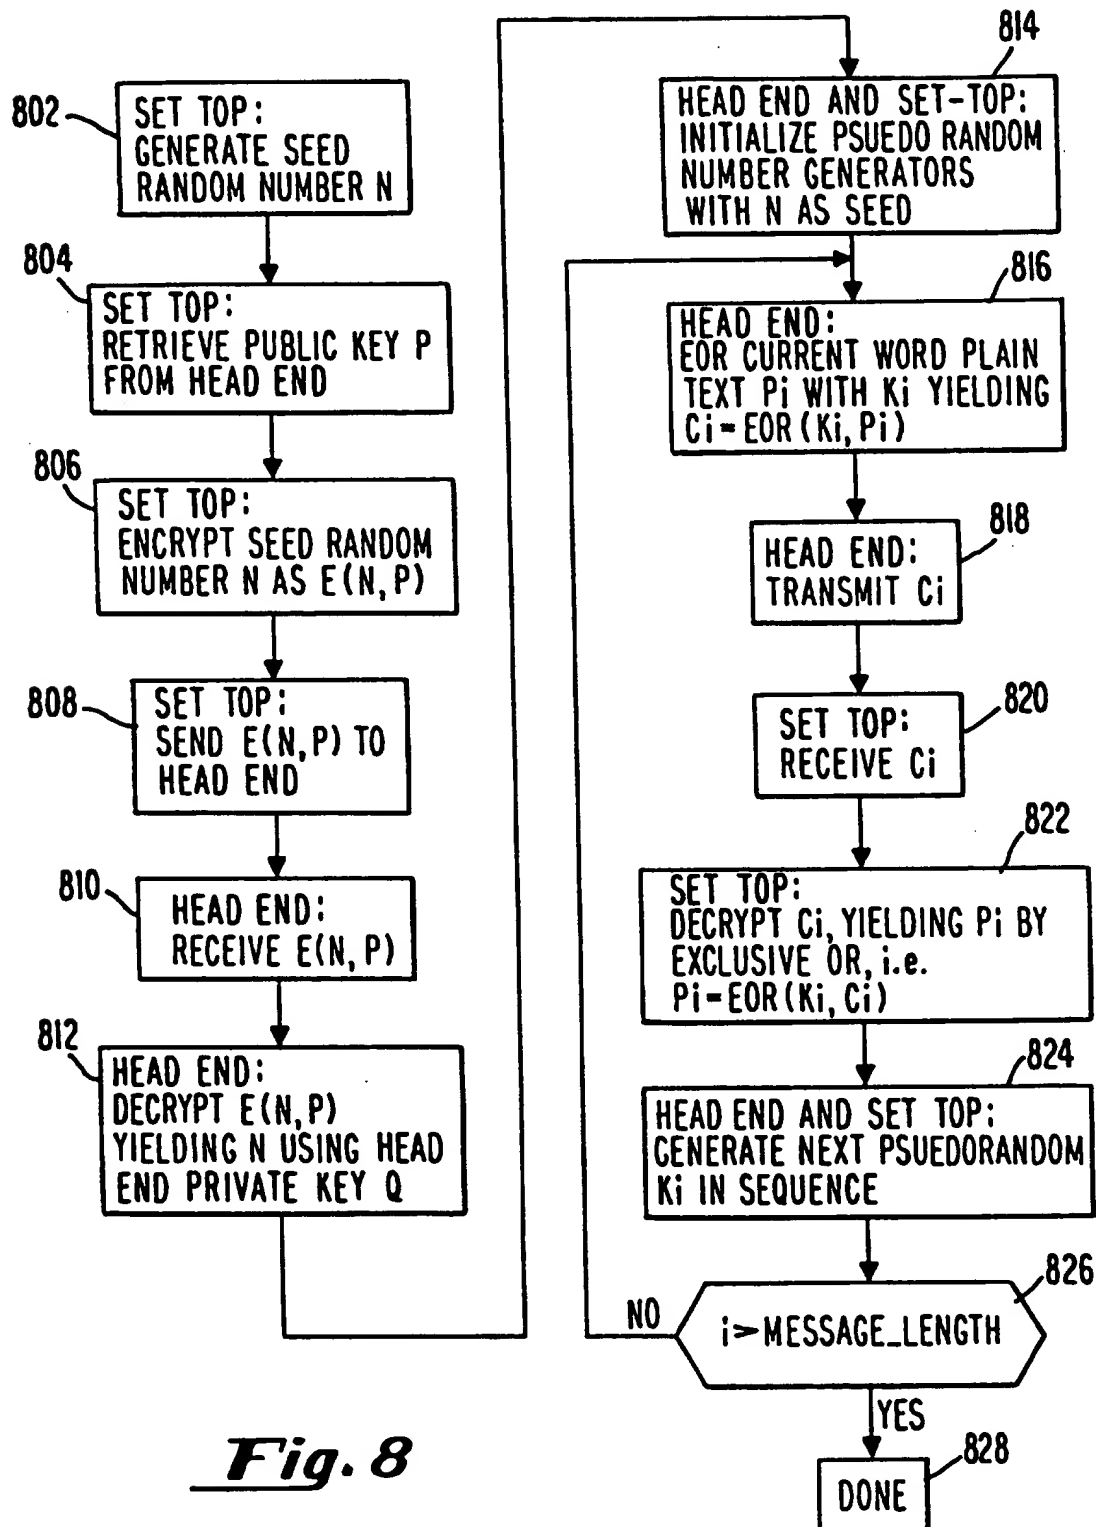 802
SET TOP:
GENERATE SEED
RANDOM NUMBER N
804
SET TOP:
RETRIEVE PUBLIC KEY P
FROM HEAD END
806
SET TOP:
ENCRYPT SEED RANDOM
NUMBER N AS E(N,P)
808
SET TOP:
SEND E(N,P) TO
HEAD END
810
HEAD END:
RECEIVE E(N,P)
812
HEAD END:
DECRYPT E(N,P)
YIELDING N USING HEAD
END PRIVATE KEY Q
814
HEAD END AND SET-TOP:
INITIALIZE PSUEDO RANDOM
NUMBER GENERATORS
WITH N AS SEED
816
HEAD END:
EOR CURRENT WORD PLAIN
TEXT Pi WITH Ki YIELDING
Ci=EOR(Ki,Pi)
818
HEAD END:
TRANSMIT Ci
820
SET TOP:
RECEIVE Ci
822
SET TOP:
DECRYPT Ci, YIELDING Pi BY
EXCLUSIVE OR, i.e.
Pi=EOR(Ki,Ci)
824
HEAD END AND SET TOP:
GENERATE NEXT PSUEDORANDOM
Ki IN SEQUENCE
826
i>MESSAGE_LENGTH
NO
YES
828
DONE
Fig. 8